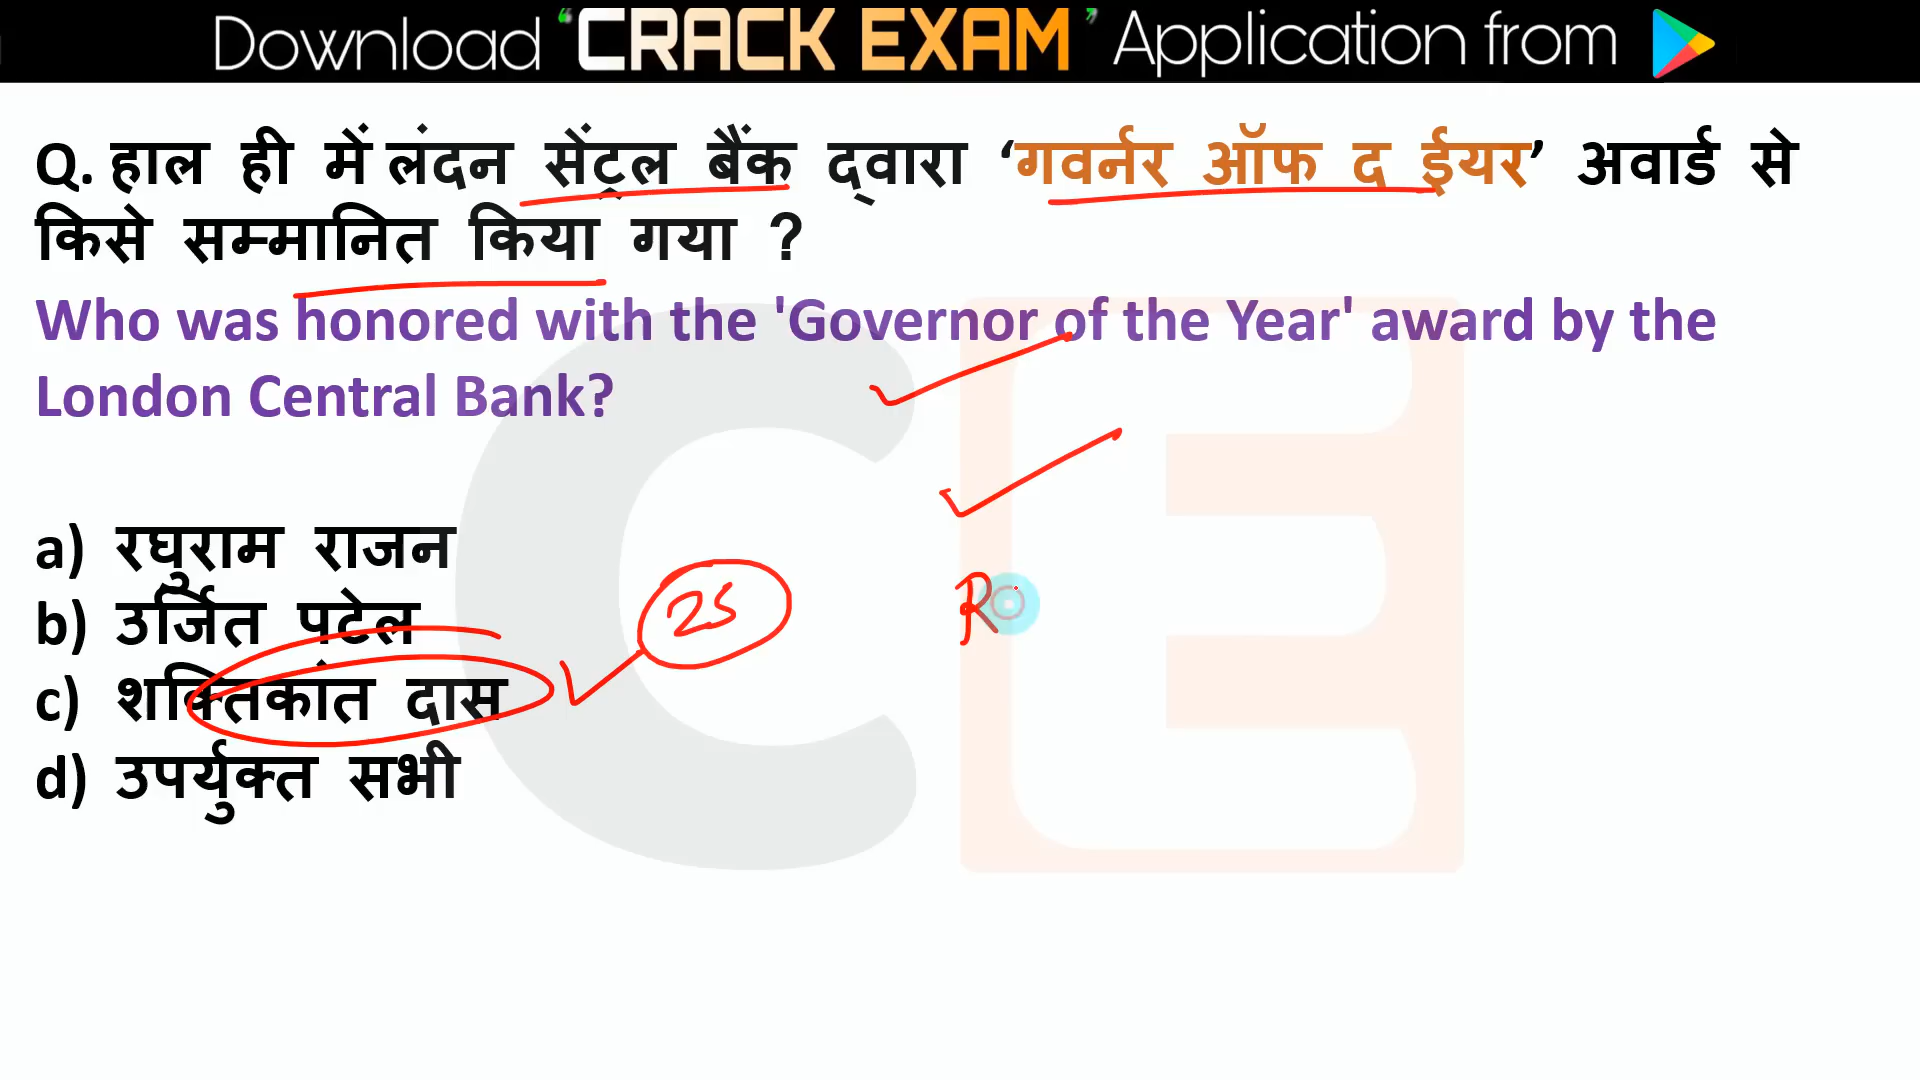 Download ‘CRACK EXAM’ Application from
Q. हाल ही में लंदन सेंट्रल बैंक द्वारा ‘गवर्नर ऑफ द ईयर’ अवार्ड से
किसे सम्मानित किया गया ?
Who was honored with the 'Governor of the Year' award by the
London Central Bank?
a) रघुराम राजन
b) उर्जित पटेल
c) शक्तिकांत दास
d) उपर्युक्त सभी
25
R
CE